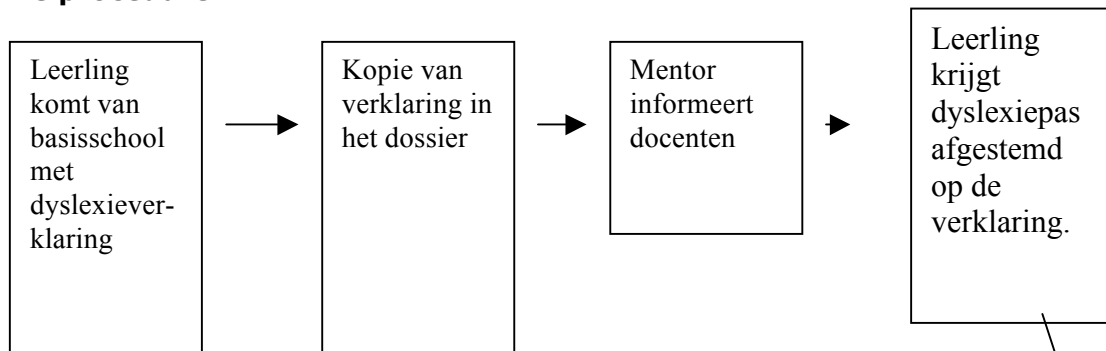 Leerling
komt van
basisschool
met
dyslexiever-
klaring
Kopie van
verklaring in
het dossier
Mentor
informeert
docenten
Leerling
krijgt
dyslexiepas
afgestemd
op de
verklaring.